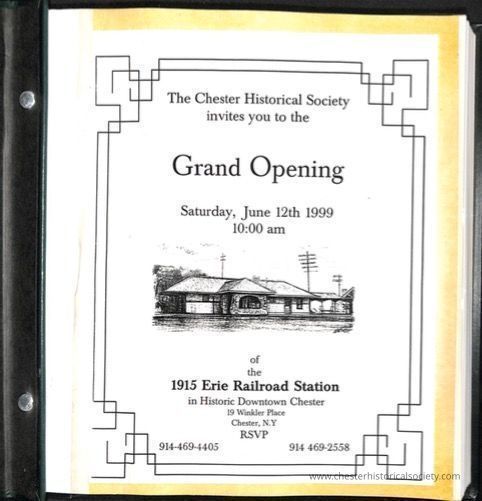 The Chester Historical Society
invites you to the
Grand Opening
Saturday, June 12th 1999
10:00 am
of
the
1915 Erie Railroad Station
in Historic Downtown Chester
19 Winkler Place
Chester, N.Y
RSVP
914-469-4405 914 469-2558
www.chesterhistoricalsociety.com